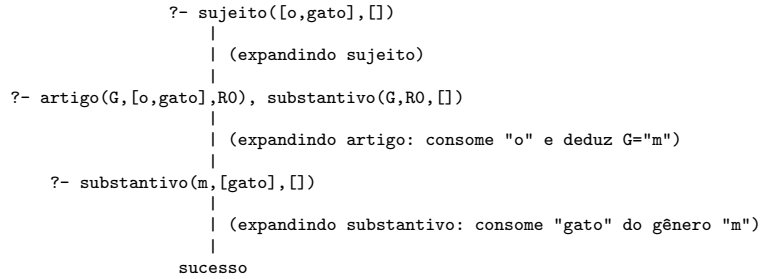 ?- sujeito([o,gato],[])
|
| (expandindo sujeito)
|
?- artigo(G,[o,gato],R0), substantivo(G,R0,[])
|
| (expandindo artigo: consome "o" e deduz G="m")
|
?- substantivo(m,[gato],[])
|
| (expandindo substantivo: consome "gato" do gênero "m")
|
sucesso